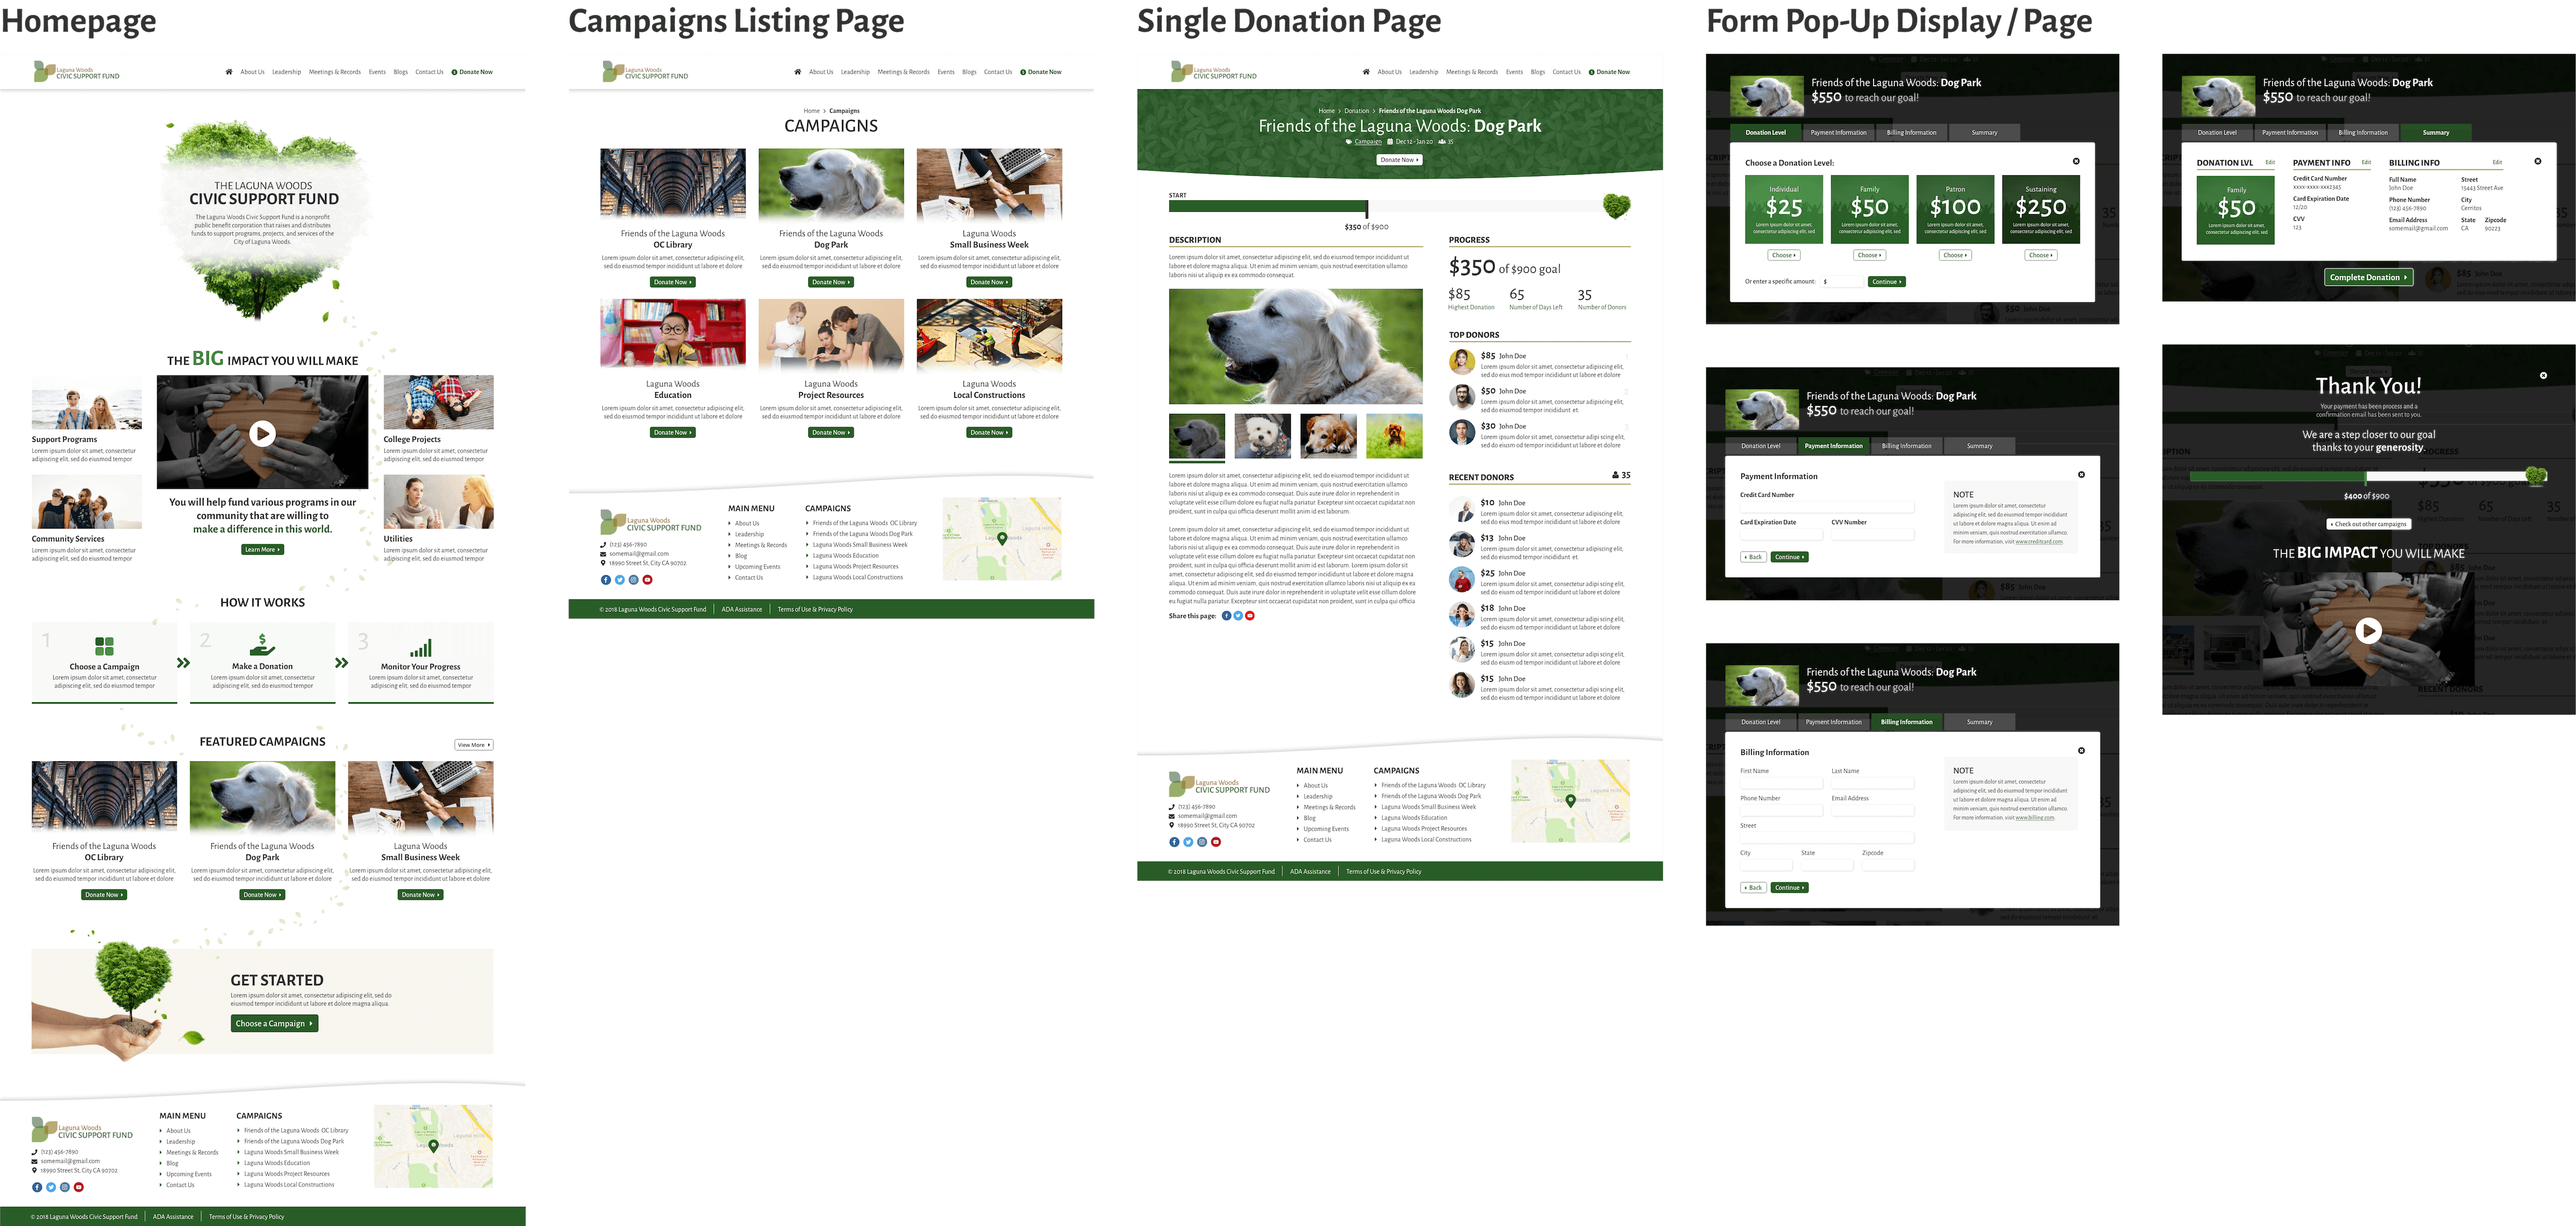 Homepage
Laguna Woods
CIVIC SUPPORT FUND
About Us Leadership Meetings & Records Events Blogs Contact Us Donate Now
THE LAGUNA WOODS
CIVIC SUPPORT FUND
The Laguna Woods Civic Support Fund is a nonprofit
public benefit corporation that raises and distributes
funds to support programs, projects, and services of the
City of Laguna Woods.
THE BIG IMPACT YOU WILL MAKE
Support Programs
Lorem ipsum dolor sit amet, consectetur
adipiscing elit, sed do eiusmod tempor
Community Services
Lorem ipsum dolor sit amet, consectetur
adipiscing elit, sed do eiusmod tempor
You will help fund various programs in our
community that are willing to
make a difference in this world.
Learn More
College Projects
Lorem ipsum dolor sit amet, consectetur
adipiscing elit, sed do eiusmod tempor
Utilities
Lorem ipsum dolor sit amet, consectetur
adipiscing elit, sed do eiusmod tempor
HOW IT WORKS
1
Choose a Campaign
Lorem ipsum dolor sit amet, consectetur
adipiscing elit, sed do eiusmod tempor
2
Make a Donation
Lorem ipsum dolor sit amet, consectetur
adipiscing elit, sed do eiusmod tempor
3
Monitor Your Progress
Lorem ipsum dolor sit amet, consectetur
adipiscing elit, sed do eiusmod tempor
FEATURED CAMPAIGNS
View More
Friends of the Laguna Woods
OC Library
Lorem ipsum dolor sit amet, consectetur adipiscing elit,
sed do eiusmod tempor incididunt ut labore et dolore
Donate Now
Friends of the Laguna Woods
Dog Park
Lorem ipsum dolor sit amet, consectetur adipiscing elit,
sed do eiusmod tempor incididunt ut labore et dolore
Donate Now
Laguna Woods
Small Business Week
Lorem ipsum dolor sit amet, consectetur adipiscing elit,
sed do eiusmod tempor incididunt ut labore et dolore
Donate Now
GET STARTED
Lorem ipsum dolor sit amet, consectetur adipiscing elit, sed do
eiusmod tempor incididunt ut labore et dolore magna aliqua.
Choose a Campaign
Laguna Woods
CIVIC SUPPORT FUND
(123) 456-7890
somemail@gmail.com
18990 Street St, City CA 90702
MAIN MENU
About Us
Leadership
Meetings & Records
Blog
Upcoming Events
Contact Us
CAMPAIGNS
Friends of the Laguna Woods OC Library
Friends of the Laguna Woods Dog Park
Laguna Woods Small Business Week
Laguna Woods Education
Laguna Woods Project Resources
Laguna Woods Local Constructions
© 2018 Laguna Woods Civic Support Fund ADA Assistance Terms of Use & Privacy Policy
Campaigns Listing Page
Laguna Woods
CIVIC SUPPORT FUND
About Us Leadership Meetings & Records Events Blogs Contact Us Donate Now
Home > Campaigns
CAMPAIGNS
Friends of the Laguna Woods
OC Library
Lorem ipsum dolor sit amet, consectetur adipiscing elit,
sed do eiusmod tempor incididunt ut labore et dolore
Donate Now
Friends of the Laguna Woods
Dog Park
Lorem ipsum dolor sit amet, consectetur adipiscing elit,
sed do eiusmod tempor incididunt ut labore et dolore
Donate Now
Laguna Woods
Small Business Week
Lorem ipsum dolor sit amet, consectetur adipiscing elit,
sed do eiusmod tempor incididunt ut labore et dolore
Donate Now
Laguna Woods
Education
Lorem ipsum dolor sit amet, consectetur adipiscing elit,
sed do eiusmod tempor incididunt ut labore et dolore
Donate Now
Laguna Woods
Project Resources
Lorem ipsum dolor sit amet, consectetur adipiscing elit,
sed do eiusmod tempor incididunt ut labore et dolore
Donate Now
Laguna Woods
Local Constructions
Lorem ipsum dolor sit amet, consectetur adipiscing elit,
sed do eiusmod tempor incididunt ut labore et dolore
Donate Now
Laguna Woods
CIVIC SUPPORT FUND
(123) 456-7890
somemail@gmail.com
18990 Street St, City CA 90702
MAIN MENU
About Us
Leadership
Meetings & Records
Blog
Upcoming Events
Contact Us
CAMPAIGNS
Friends of the Laguna Woods OC Library
Friends of the Laguna Woods Dog Park
Laguna Woods Small Business Week
Laguna Woods Education
Laguna Woods Project Resources
Laguna Woods Local Constructions
© 2018 Laguna Woods Civic Support Fund ADA Assistance Terms of Use & Privacy Policy
Single Donation Page
Laguna Woods
CIVIC SUPPORT FUND
About Us Leadership Meetings & Records Events Blogs Contact Us Donate Now
Home > Donation > Friends of the Laguna Woods Dog Park
Friends of the Laguna Woods: Dog Park
Campaign Dec 12 - Jan 20 35
Donate Now
START
$350 of $900
DESCRIPTION
Lorem ipsum dolor sit amet, consectetur adipiscing elit, sed do eiusmod tempor incididunt ut
labore et dolore magna aliqua. Ut enim ad minim veniam, quis nostrud exercitation ullamco
laboris nisi ut aliquip ex ea commodo consequat.
Lorem ipsum dolor sit amet, consectetur adipiscing elit, sed do eiusmod tempor incididunt ut
labore et dolore magna aliqua. Ut enim ad minim veniam, quis nostrud exercitation ullamco
laboris nisi ut aliquip ex ea commodo consequat. Duis aute irure dolor in reprehenderit in
voluptate velit esse cillum dolore eu fugiat nulla pariatur. Excepteur sint occaecat cupidatat non
proident, sunt in culpa qui officia deserunt mollit anim id est laborum.
Lorem ipsum dolor sit amet, consectetur adipiscing elit, sed do eiusmod tempor incididunt ut
labore et dolore magna aliqua. Ut enim ad minim veniam, quis nostrud exercitation ullamco
laboris nisi ut aliquip ex ea commodo consequat. Duis aute irure dolor in reprehenderit in
voluptate velit esse cillum dolore eu fugiat nulla pariatur. Excepteur sint occaecat cupidatat non
proident, sunt in culpa qui officia deserunt mollit anim id est laborum. Lorem ipsum dolor sit
amet, consectetur adipiscing elit, sed do eiusmod tempor incididunt ut labore et dolore magna
aliqua. Ut enim ad minim veniam, quis nostrud exercitation ullamco laboris nisi ut aliquip ex ea
commodo consequat. Duis aute irure dolor in reprehenderit in voluptate velit esse cillum dolore
eu fugiat nulla pariatur. Excepteur sint occaecat cupidatat non proident, sunt in culpa qui officia
Share this page:
PROGRESS
$350 of $900 goal
$85 65 35
Highest Donation Number of Days Left Number of Donors
TOP DONORS
$85 John Doe 1
Lorem ipsum dolor sit amet, consectetur adipiscing elit,
sed do eiusmod tempor incididunt ut labore et dolore
$50 John Doe 2
Lorem ipsum dolor sit amet, consectetur adipiscing elit,
sed do eiusmod tempor incididunt et.
$30 John Doe 3
Lorem ipsum dolor sit amet, consectetur adipiscing elit,
sed do eiusmod tempor incididunt ut labore et dolore
RECENT DONORS 35
$10 John Doe
Lorem ipsum dolor sit amet, consectetur adipiscing elit,
sed do eius mod tempor incididunt ut labore et dolore
$13 John Doe
Lorem ipsum dolor sit amet, consectetur adipiscing elit,
sed do eiusmod tempor incididunt et.
$25 John Doe
Lorem ipsum dolor sit amet, consectetur adipi scing elit,
sed do eiusm od tempor incididunt ut labore et dolore
$18 John Doe
Lorem ipsum dolor sit amet, consectetur adipi scing elit,
sed do eiusm od tempor incididunt ut labore et dolore
$15 John Doe
Lorem ipsum dolor sit amet, consectetur adipi scing elit,
sed do eiusm od tempor incididunt ut labore et dolore
$15 John Doe
Lorem ipsum dolor sit amet, consectetur adipi scing elit,
sed do eiusm od tempor incididunt ut labore et dolore
Laguna Woods
CIVIC SUPPORT FUND
(123) 456-7890
somemail@gmail.com
18990 Street St, City CA 90702
MAIN MENU
About Us
Leadership
Meetings & Records
Blog
Upcoming Events
Contact Us
CAMPAIGNS
Friends of the Laguna Woods OC Library
Friends of the Laguna Woods Dog Park
Laguna Woods Small Business Week
Laguna Woods Education
Laguna Woods Project Resources
Laguna Woods Local Constructions
© 2018 Laguna Woods Civic Support Fund ADA Assistance Terms of Use & Privacy Policy
Form Pop-Up Display / Page
Friends of the Laguna Woods: Dog Park
$550 to reach our goal!
Donation Level Payment Information Billing Information Summary
Choose a Donation Level:
Individual
$25
Lorem ipsum dolor sit amet,
consectetur adipiscing elit, sed
Choose
Family
$50
Lorem ipsum dolor sit amet,
consectetur adipiscing elit, sed
Choose
Patron
$100
Lorem ipsum dolor sit amet,
consectetur adipiscing elit, sed
Choose
Sustaining
$250
Lorem ipsum dolor sit amet,
consectetur adipiscing elit, sed
Choose
Or enter a specific amount: $ Continue
Friends of the Laguna Woods: Dog Park
$550 to reach our goal!
Donation Level Payment Information Billing Information Summary
Payment Information
Credit Card Number
Card Expiration Date CVV Number
Back Continue
NOTE
Lorem ipsum dolor sit amet, consectetur
adipiscing elit, sed do eiusmod tempor incididunt
ut labore et dolore magna aliqua. Ut enim ad
minim veniam, quis nostrud exercitation ullamco.
For more information, visit www.creditcard.com.
Friends of the Laguna Woods: Dog Park
$550 to reach our goal!
Donation Level Payment Information Billing Information Summary
Billing Information
First Name Last Name
Phone Number Email Address
Street
City State Zipcode
Back Continue
NOTE
Lorem ipsum dolor sit amet, consectetur
adipiscing elit, sed do eiusmod tempor incididunt
ut labore et dolore magna aliqua. Ut enim ad
minim veniam, quis nostrud exercitation ullamco.
For more information, visit www.billing.com.
Friends of the Laguna Woods: Dog Park
$550 to reach our goal!
Donation Level Payment Information Billing Information Summary
DONATION LVL Edit
Family
$50
Lorem ipsum dolor sit amet,
consectetur adipiscing elit, sed
PAYMENT INFO Edit
Credit Card Number
xxxx-xxxx-xxxx2345
Card Expiration Date
12/20
CVV
123
BILLING INFO Edit
Full Name Street
John Doe 15443 Street Ave
Phone Number City
(123) 456-7890 Cerritos
Email Address State Zipcode
somemail@gmail.com CA 90223
Complete Donation
Thank You!
Your payment has been process and a
confirmation email has been sent to you.
We are a step closer to our goal
thanks to your generosity.
$400 of $900
Check out other campaigns
THE BIG IMPACT YOU WILL MAKE